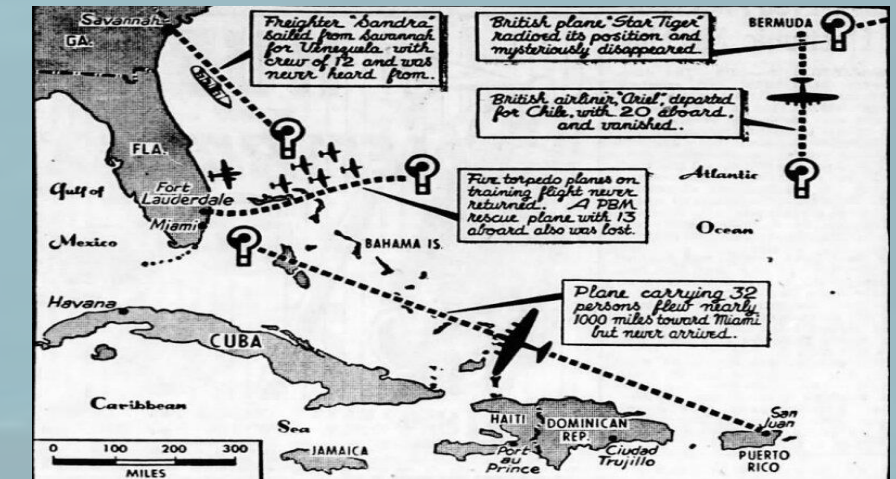 Savannah
GA.
Freighter "Sandra"
sailed from Savannah
for Venezuela with
crew of 12 and was
never heard from.
British plane "Star Tiger"
radioed its position and
mysteriously disappeared.
BERMUDA
British airliner, "Ariel", departed
for Chile, with 20 aboard,
and vanished.
FLA.
Gulf of
Mexico
Fort
Lauderdale
Miami
Five torpedo planes on
training flight never
returned. A PBM
rescue plane with 13
aboard also was lost.
Atlantic
Ocean
BAHAMA IS.
Plane carrying 32
persons flew nearly
1000 miles toward Miami
but never arrived.
Havana
CUBA
Caribbean
Sea
HAITI
DOMINICAN
REP.
Port
au
Prince
Ciudad
Trujillo
San
Juan
PUERTO
RICO
JAMAICA
0 100 200 300
MILES